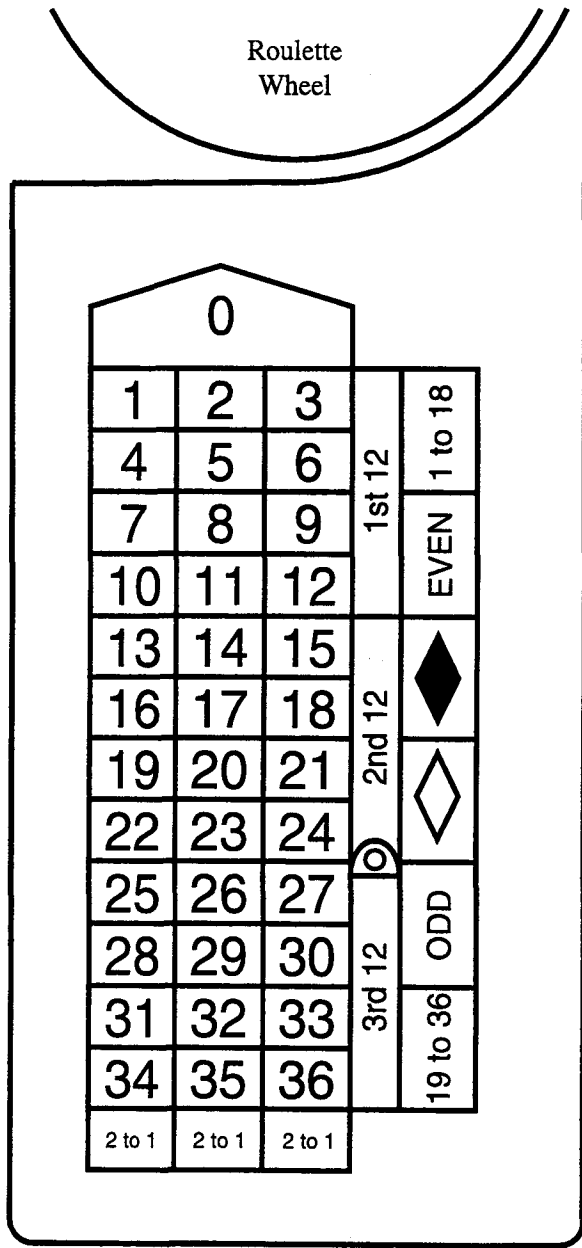 Roulette
Wheel
0
1 2 3
4 5 6
7 8 9
10 11 12
13 14 15
16 17 18
19 20 21
22 23 24
25 26 27
28 29 30
31 32 33
34 35 36
2 to 1 2 to 1 2 to 1
1st 12
2nd 12
0
3rd 12
1 to 18
EVEN
ODD
19 to 36